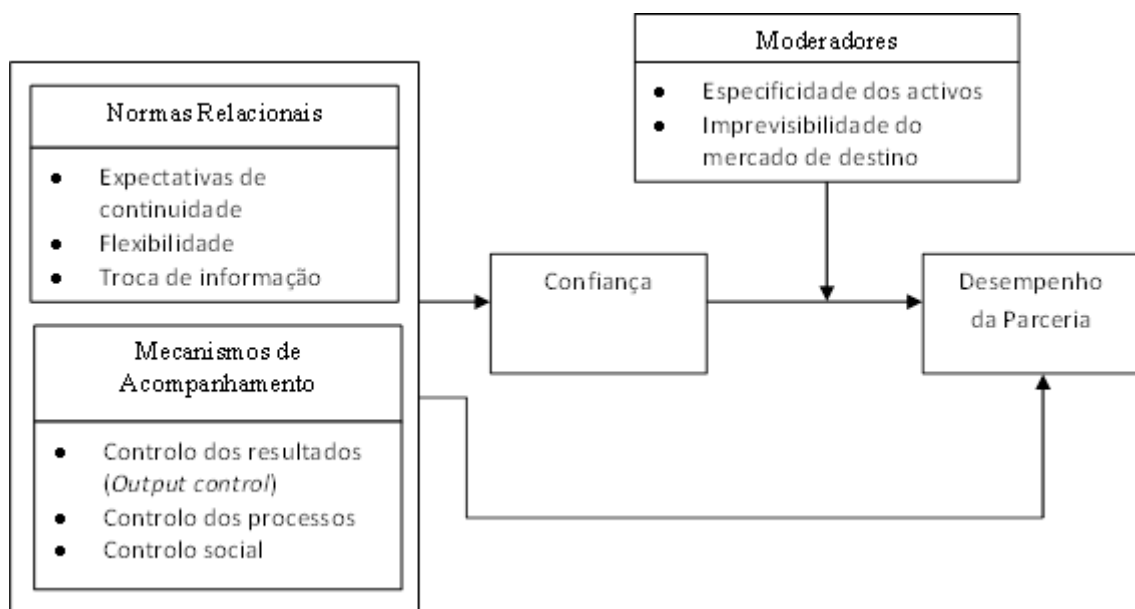 Moderadores
● Especificidade dos activos
● Imprevisibilidade do
mercado de destino
Normas Relacionais
● Expectativas de
continuidade
● Flexibilidade
● Troca de informação
Mecanismos de
Acompanhamento
● Controlo dos resultados
(Output control)
● Controlo dos processos
● Controlo social
Confiança
Desempenho
da Parceria